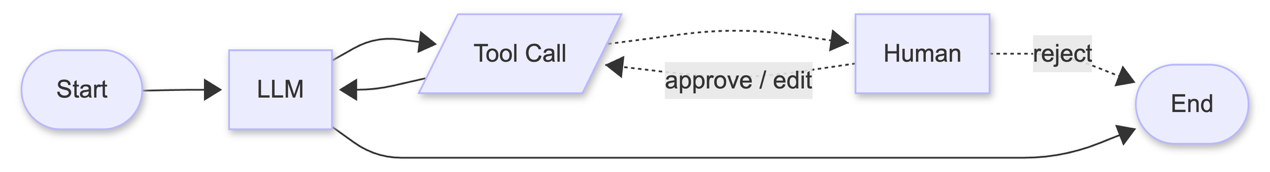 Start
LLM
Tool Call
approve / edit
Human
reject
End